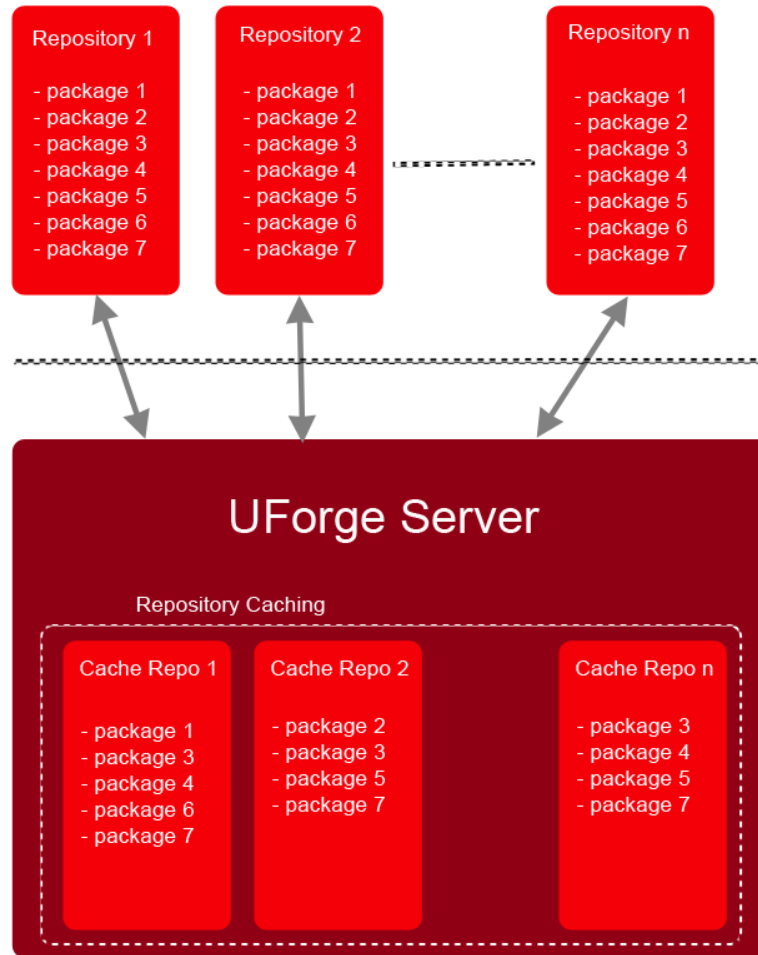 Repository 1
- package 1
- package 2
- package 3
- package 4
- package 5
- package 6
- package 7
Repository 2
- package 1
- package 2
- package 3
- package 4
- package 5
- package 6
- package 7
Repository n
- package 1
- package 2
- package 3
- package 4
- package 5
- package 6
- package 7
UForge Server
Repository Caching
Cache Repo 1
- package 1
- package 3
- package 4
- package 6
- package 7
Cache Repo 2
- package 2
- package 3
- package 5
- package 7
Cache Repo n
- package 3
- package 4
- package 5
- package 7